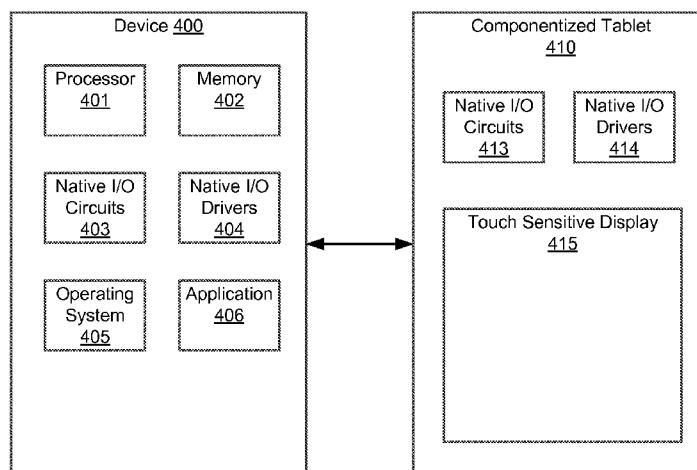 Device 400
Processor
401
Memory
402
Native I/O
Circuits
403
Native I/O
Drivers
404
Operating
System
405
Application
406
Componentized Tablet
410
Native I/O
Circuits
413
Native I/O
Drivers
414
Touch Sensitive Display
415